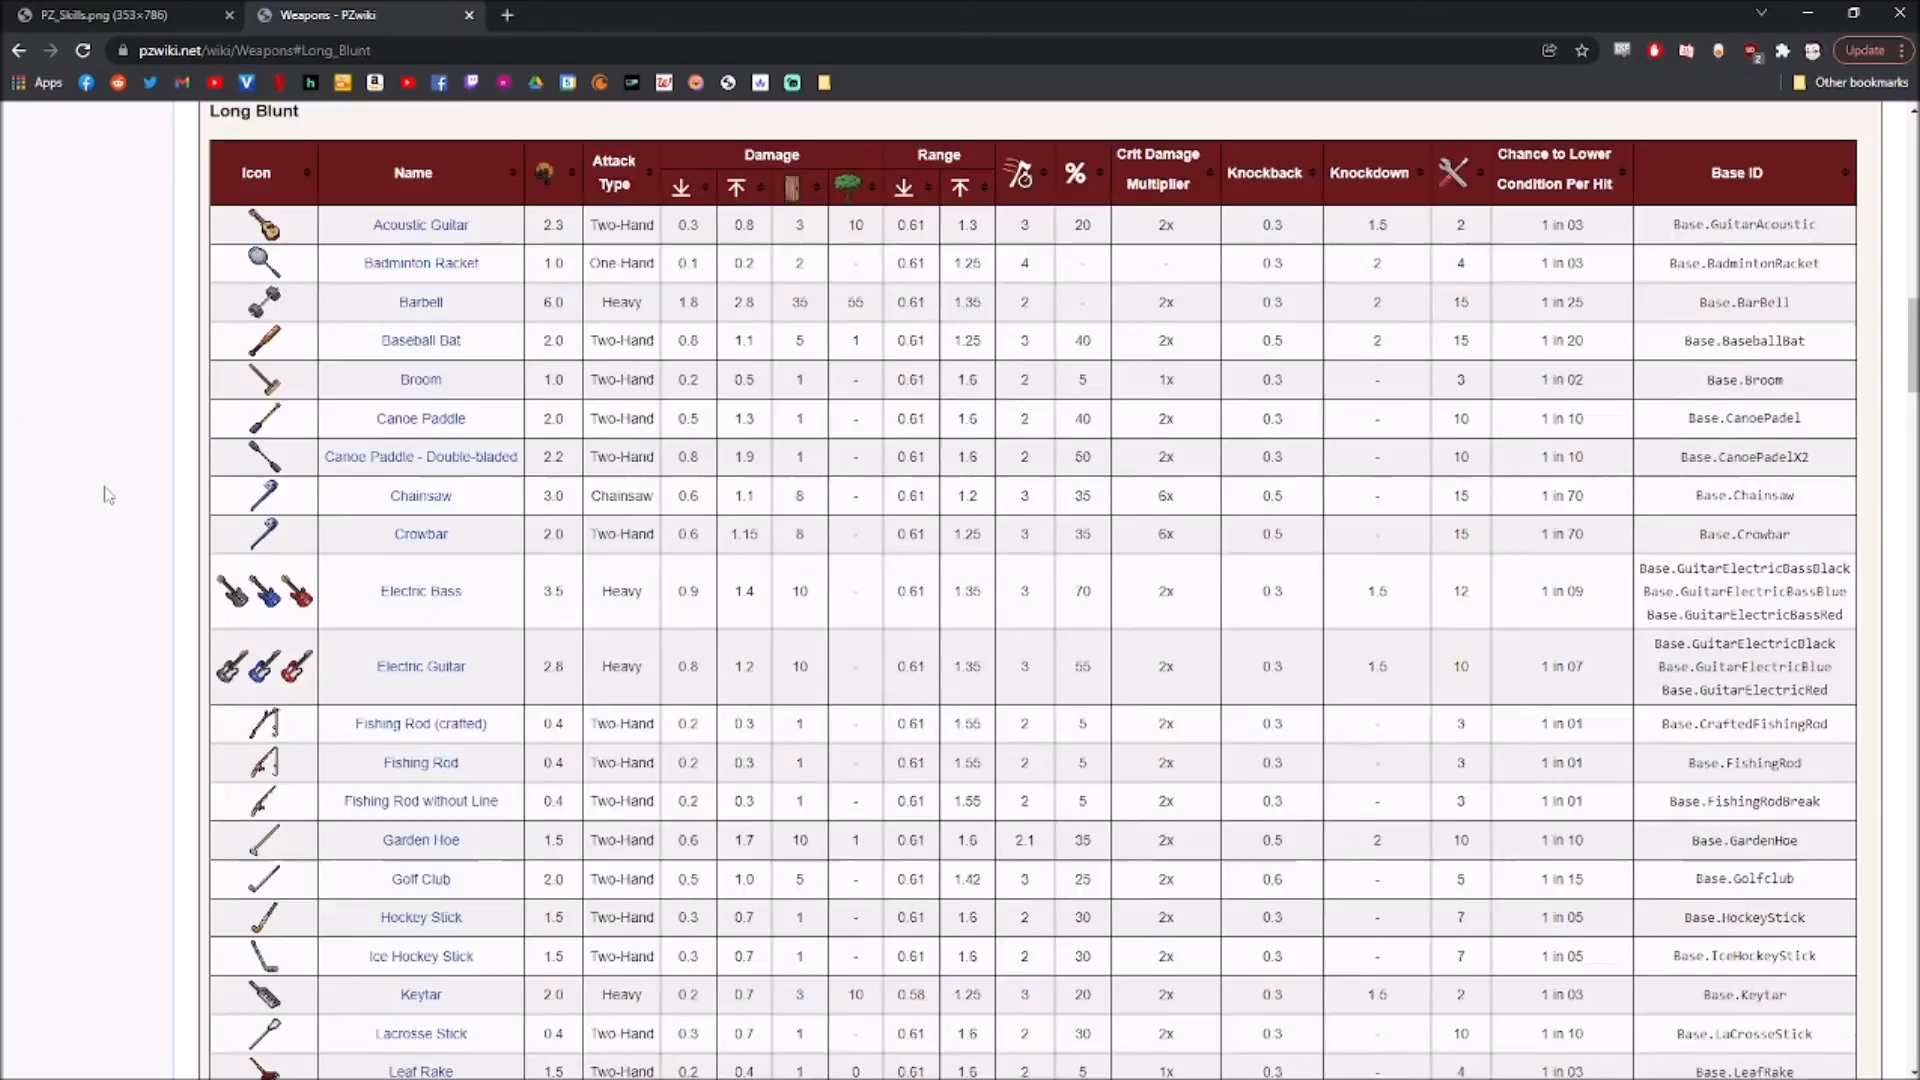 PZ_Skills.png (353×786)
Weapons - PZwiki
pzwiki.net/wiki/Weapons#Long_Blunt
Update
Apps
Other bookmarks
Long Blunt
Icon Name Attack Type Damage Range % Crit Damage Multiplier Knockback Knockdown Chance to Lower Condition Per Hit Base ID
Acoustic Guitar 2.3 Two-Hand 0.3 0.8 3 10 0.61 1.3 3 20 2x 0.3 1.5 2 1 in 03 Base.GuitarAcoustic
Badminton Racket 1.0 One-Hand 0.1 0.2 2 - 0.61 1.25 4 - - 0.3 2 4 1 in 03 Base.BadmintonRacket
Barbell 6.0 Heavy 1.8 2.8 35 55 0.61 1.35 2 - 2x 0.3 2 15 1 in 25 Base.BarBell
Baseball Bat 2.0 Two-Hand 0.8 1.1 5 1 0.61 1.25 3 40 2x 0.5 2 15 1 in 20 Base.BaseballBat
Broom 1.0 Two-Hand 0.2 0.5 1 - 0.61 1.6 2 5 1x 0.3 - 3 1 in 02 Base.Broom
Canoe Paddle 2.0 Two-Hand 0.5 1.3 1 - 0.61 1.6 2 40 2x 0.3 - 10 1 in 10 Base.CanoePadel
Canoe Paddle - Double-bladed 2.2 Two-Hand 0.8 1.9 1 - 0.61 1.6 2 50 2x 0.3 - 10 1 in 10 Base.CanoePadelX2
Chainsaw 3.0 Chainsaw 0.6 1.1 8 - 0.61 1.2 3 35 6x 0.5 - 15 1 in 70 Base.Chainsaw
Crowbar 2.0 Two-Hand 0.6 1.15 8 - 0.61 1.25 3 35 6x 0.5 - 15 1 in 70 Base.Crowbar
Electric Bass 3.5 Heavy 0.9 1.4 10 - 0.61 1.35 3 70 2x 0.3 1.5 12 1 in 09 Base.GuitarElectricBassBlack
Base.GuitarElectricBassBlue
Base.GuitarElectricBassRed
Electric Guitar 2.8 Heavy 0.8 1.2 10 - 0.61 1.35 3 55 2x 0.3 1.5 10 1 in 07 Base.GuitarElectricBlack
Base.GuitarElectricBlue
Base.GuitarElectricRed
Fishing Rod (crafted) 0.4 Two-Hand 0.2 0.3 1 - 0.61 1.55 2 5 2x 0.3 - 3 1 in 01 Base.CraftedFishingRod
Fishing Rod 0.4 Two-Hand 0.2 0.3 1 - 0.61 1.55 2 5 2x 0.3 - 3 1 in 01 Base.FishingRod
Fishing Rod without Line 0.4 Two-Hand 0.2 0.3 1 - 0.61 1.55 2 5 2x 0.3 - 3 1 in 01 Base.FishingRodBreak
Garden Hoe 1.5 Two-Hand 0.6 1.7 10 1 0.61 1.6 2.1 35 2x 0.5 2 10 1 in 10 Base.GardenHoe
Golf Club 2.0 Two-Hand 0.5 1.0 5 - 0.61 1.42 3 25 2x 0.6 - 5 1 in 15 Base.Golfclub
Hockey Stick 1.5 Two-Hand 0.3 0.7 1 - 0.61 1.6 2 30 2x 0.3 - 7 1 in 05 Base.HockeyStick
Ice Hockey Stick 1.5 Two-Hand 0.3 0.7 1 - 0.61 1.6 2 30 2x 0.3 - 7 1 in 05 Base.IceHockeyStick
Keytar 2.0 Heavy 0.2 0.7 3 10 0.58 1.25 3 20 2x 0.3 1.5 2 1 in 03 Base.Keytar
Lacrosse Stick 0.4 Two-Hand 0.3 0.7 1 - 0.61 1.6 2 30 2x 0.3 - 10 1 in 10 Base.LaCrosseStick
Leaf Rake 1.5 Two-Hand 0.2 0.4 1 0 0.61 1.6 2 5 1x 0.3 - 4 1 in 03 Base.LeafRake